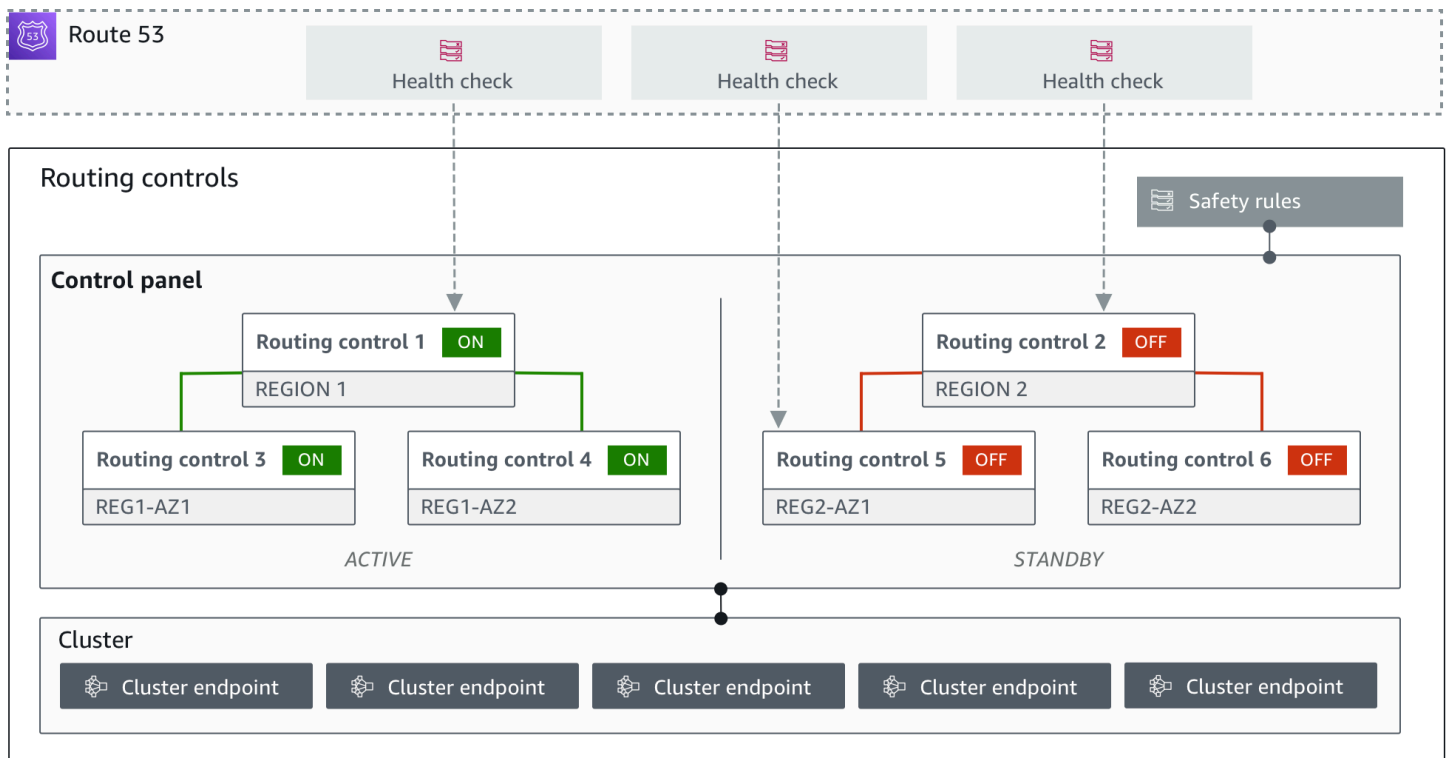 53
Route 53
Health check
Health check
Health check
Routing controls
Safety rules
Control panel
Routing control 1 ON
REGION 1
Routing control 2 OFF
REGION 2
Routing control 3 ON
REG1-AZ1
Routing control 4 ON
REG1-AZ2
Routing control 5 OFF
REG2-AZ1
Routing control 6 OFF
REG2-AZ2
ACTIVE
STANDBY
Cluster
Cluster endpoint
Cluster endpoint
Cluster endpoint
Cluster endpoint
Cluster endpoint